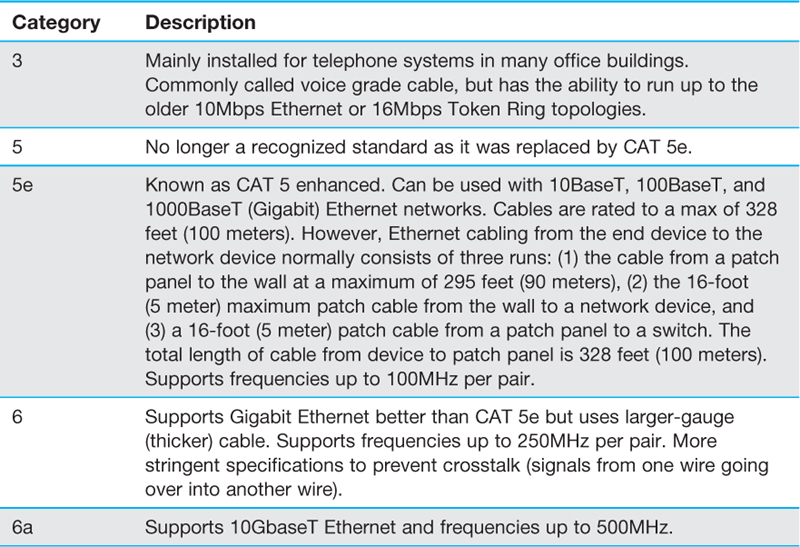 Category Description
3 Mainly installed for telephone systems in many office buildings.
Commonly called voice grade cable, but has the ability to run up to the
older 10Mbps Ethernet or 16Mbps Token Ring topologies.
5 No longer a recognized standard as it was replaced by CAT 5e.
5e Known as CAT 5 enhanced. Can be used with 10BaseT, 100BaseT, and
1000BaseT (Gigabit) Ethernet networks. Cables are rated to a max of 328
feet (100 meters). However, Ethernet cabling from the end device to the
network device normally consists of three runs: (1) the cable from a patch
panel to the wall at a maximum of 295 feet (90 meters), (2) the 16-foot
(5 meter) maximum patch cable from the wall to a network device, and
(3) a 16-foot (5 meter) patch cable from a patch panel to a switch. The
total length of cable from device to patch panel is 328 feet (100 meters).
Supports frequencies up to 100MHz per pair.
6 Supports Gigabit Ethernet better than CAT 5e but uses larger-gauge
(thicker) cable. Supports frequencies up to 250MHz per pair. More
stringent specifications to prevent crosstalk (signals from one wire going
over into another wire).
6a Supports 10GbaseT Ethernet and frequencies up to 500MHz.